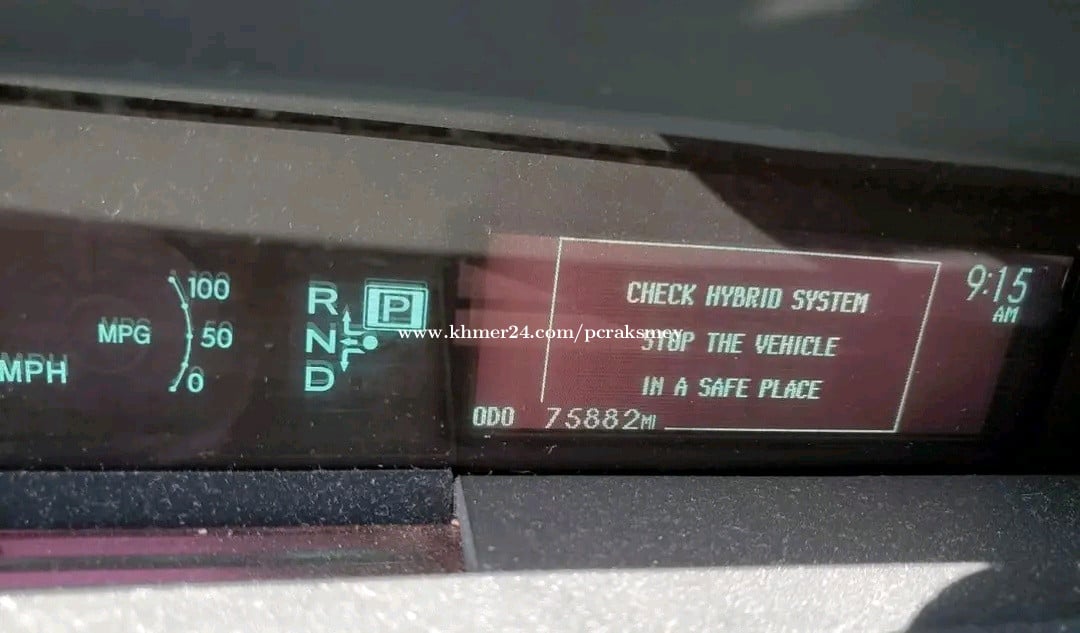 100
MPG
50
MPH
0
R
P
N
D
CHECK HYBRID SYSTEM
STOP THE VEHICLE
IN A SAFE PLACE
9:15
AM
ODO 75882MI
www.khmer24.com/pcraksmey